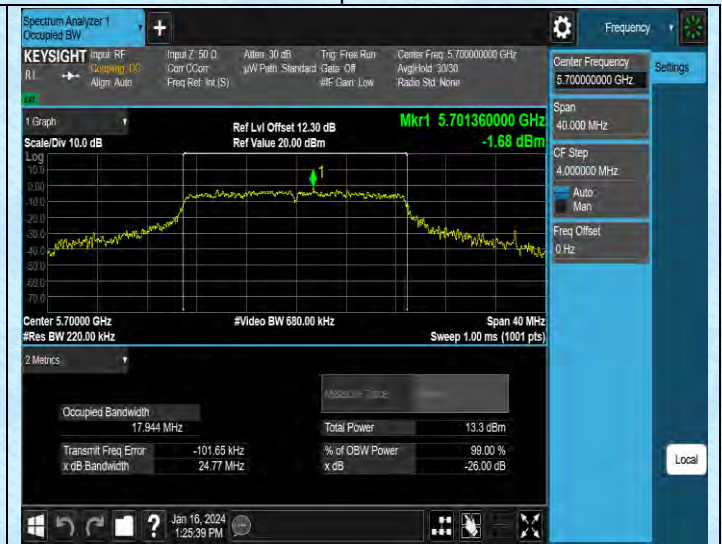 Spectrum Analyzer 1
Occupied BW
+
Frequency
KEYSIGHT
Input: RF
Coupling: DC
Align: Auto
Input Z: 50 Ω
Corr CCorr
Freq Ref: Int (S)
Atten: 30 dB
µW Path: Standard
Trig: Free Run
Gate: Off
#IF Gain: Low
Center Freq: 5.700000000 GHz
Avg|Hold: 30/30
Radio Std: None
Center Frequency
5.700000000 GHz
Settings
Span
40.000 MHz
CF Step
4.000000 MHz
Auto
Man
Freq Offset
0 Hz
1 Graph
Scale/Div 10.0 dB
Ref Lvl Offset 12.30 dB
Ref Value 20.00 dBm
Mkr1 5.701360000 GHz
-1.68 dBm
Log
10.0
0.00
-10.0
-20.0
-30.0
-40.0
-50.0
-60.0
-70.0
1
Center 5.70000 GHz
#Res BW 220.00 kHz
#Video BW 680.00 kHz
Span 40 MHz
Sweep 1.00 ms (1001 pts)
2 Metrics
Measure Trace
Occupied Bandwidth
17.944 MHz
Total Power
13.3 dBm
Transmit Freq Error
-101.65 kHz
% of OBW Power
99.00 %
x dB Bandwidth
24.77 MHz
x dB
-26.00 dB
Local
?
Jan 16, 2024
1:25:39 PM